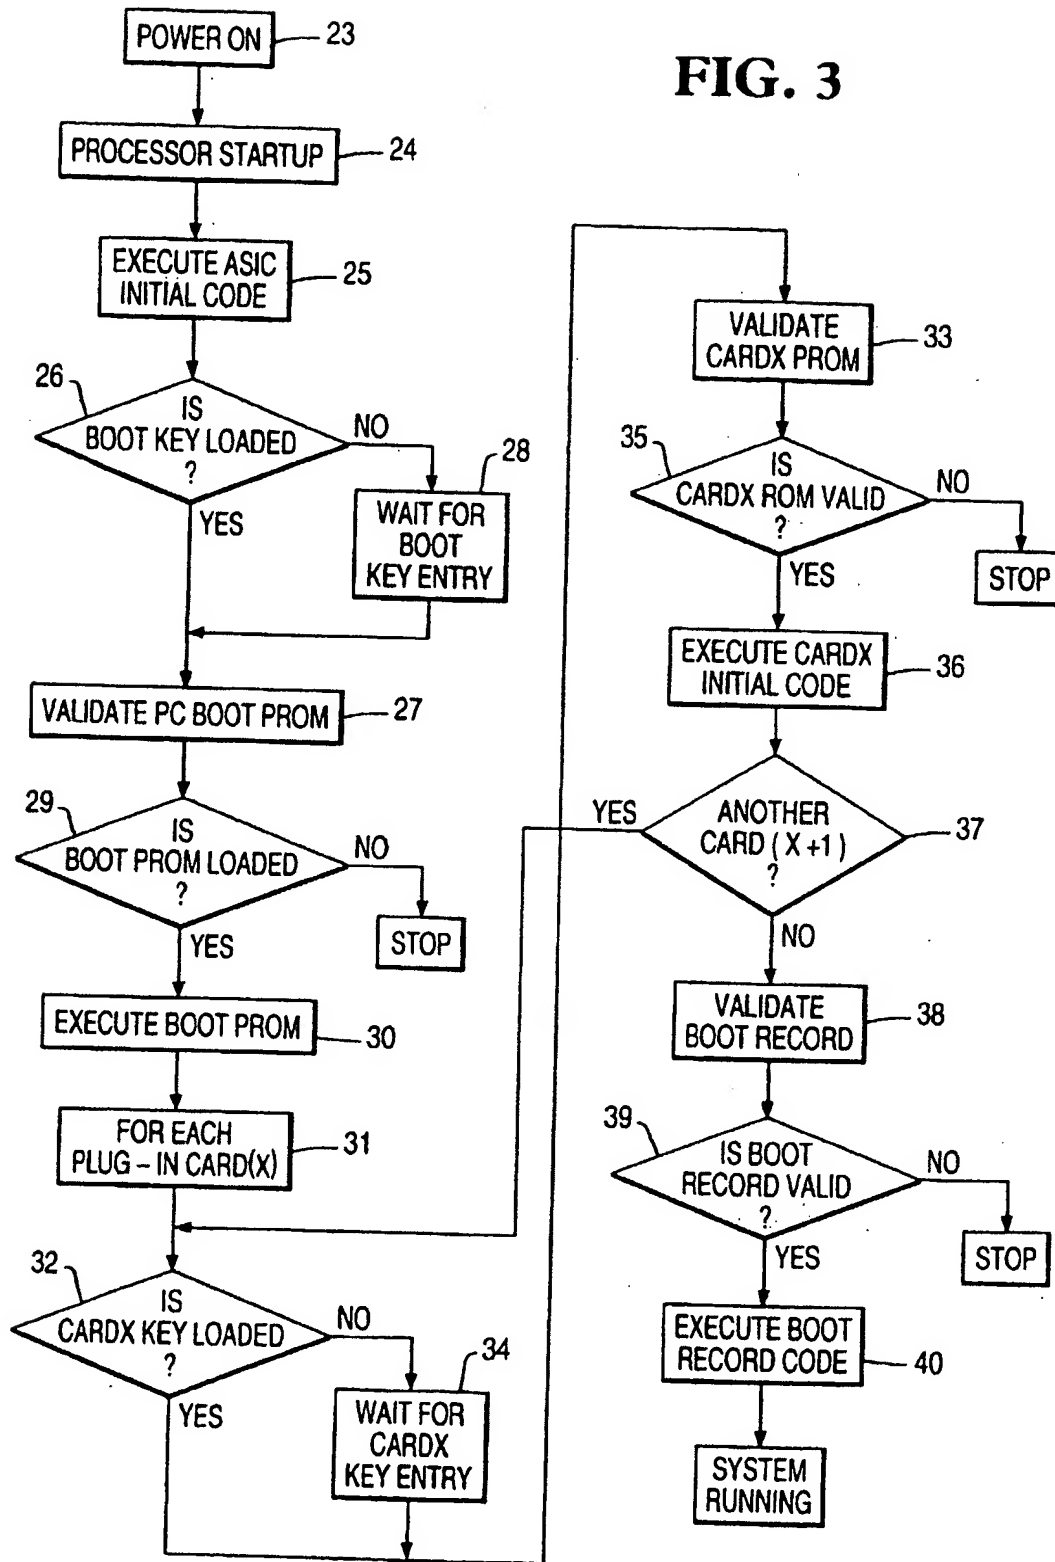 FIG. 3
POWER ON
23
PROCESSOR STARTUP
24
EXECUTE ASIC
INITIAL CODE
25
26
IS
BOOT KEY LOADED
?
NO
YES
28
WAIT FOR
BOOT
KEY ENTRY
VALIDATE PC BOOT PROM
27
29
IS
BOOT PROM LOADED
?
NO
YES
STOP
EXECUTE BOOT PROM
30
FOR EACH
PLUG – IN CARD(X)
31
32
IS
CARDX KEY LOADED
?
NO
YES
34
WAIT FOR
CARDX
KEY ENTRY
VALIDATE
CARDX PROM
33
35
IS
CARDX ROM VALID
?
NO
YES
STOP
EXECUTE CARDX
INITIAL CODE
36
YES
ANOTHER
CARD ( X +1 )
?
37
NO
VALIDATE
BOOT RECORD
38
39
IS BOOT
RECORD VALID
?
NO
YES
STOP
EXECUTE BOOT
RECORD CODE
40
SYSTEM
RUNNING